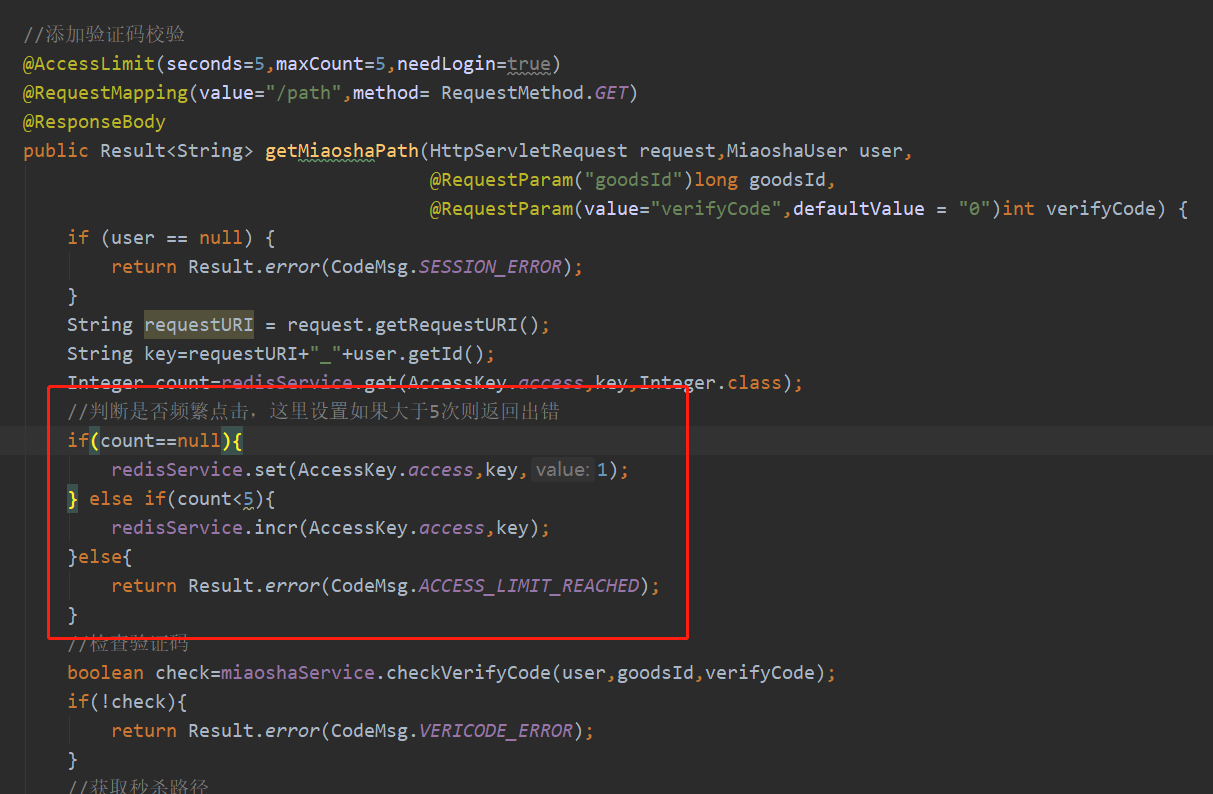 //添加验证码校验
@AccessLimit(seconds=5,maxCount=5,needLogin=true)
@RequestMapping(value="/path",method= RequestMethod.GET)
@ResponseBody
public Result<String> getMiaoshaPath(HttpServletRequest request,MiaoshaUser user,
@RequestParam("goodsId")long goodsId,
@RequestParam(value="verifyCode",defaultValue = "0")int verifyCode) {
if (user == null) {
return Result.error(CodeMsg.SESSION_ERROR);
}
String requestURI = request.getRequestURI();
String key=requestURI+"_"+user.getId();
Integer count=redisService.get(AccessKey.access,key,Integer.class);
//判断是否频繁点击，这里设置如果大于5次则返回出错
if(count==null){
redisService.set(AccessKey.access,key, value: 1);
} else if(count<5){
redisService.incr(AccessKey.access,key);
}else{
return Result.error(CodeMsg.ACCESS_LIMIT_REACHED);
}
//检查验证码
boolean check=miaoshaService.checkVerifyCode(user,goodsId,verifyCode);
if(!check){
return Result.error(CodeMsg.VERICODE_ERROR);
}
//获取秒杀路径